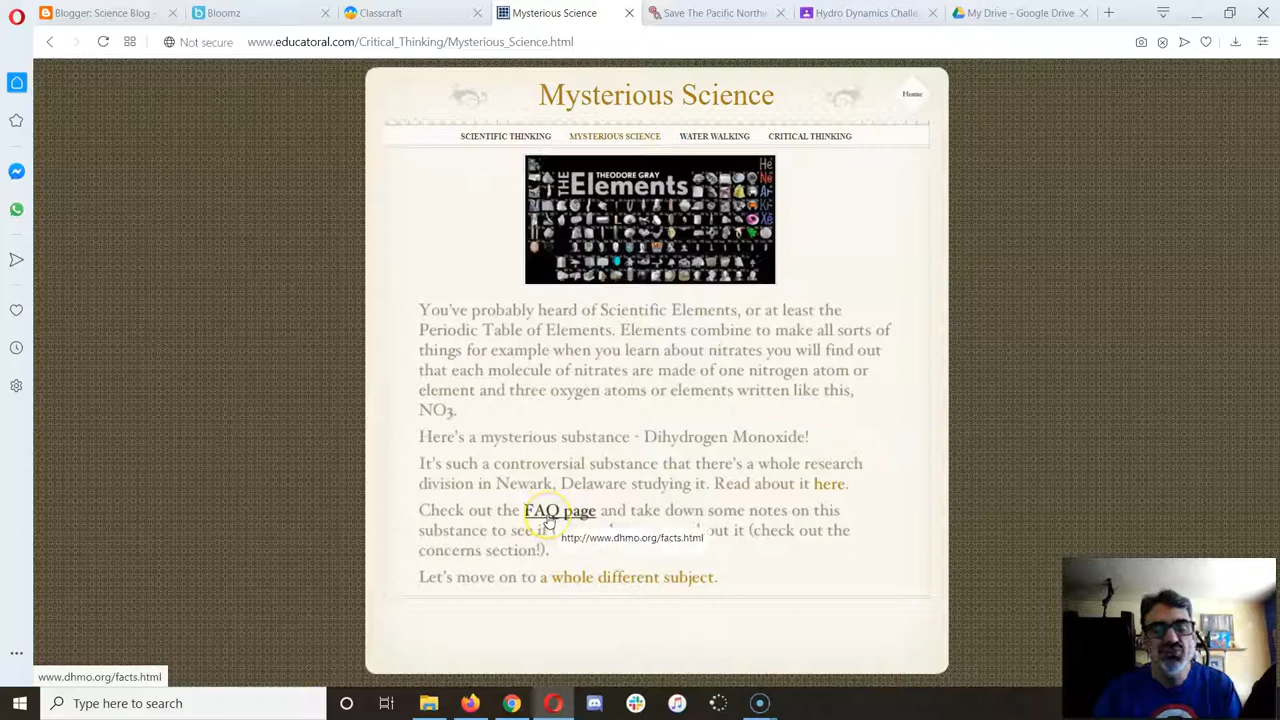 Blogger: Science Blog -
Bloomz
Classcraft
Mysterious Science
Save The Pacific Northw
Hydro Dynamics Challe
My Drive - Google Drive
Not secure
www.educatoral.com/Critical_Thinking/Mysterious_Science.html
Mysterious Science
Home
SCIENTIFIC THINKING
MYSTERIOUS SCIENCE
WATER WALKING
CRITICAL THINKING
THE
THEODORE GRAY
Elements
He
Ne
Ar
Kr
Xe
You've probably heard of Scientific Elements, or at least the
Periodic Table of Elements. Elements combine to make all sorts of
things for example when you learn about nitrates you will find out
that each molecule of nitrates are made of one nitrogen atom or
element and three oxygen atoms or elements written like this,
NO3.
Here's a mysterious substance - Dihydrogen Monoxide!
It's such a controversial substance that there's a whole research
division in Newark, Delaware studying it. Read about it here.
Check out the FAQ page and take down some notes on this
substance to see if out it (check out the
http://www.dhmo.org/facts.html
concerns section!).
Let's move on to a whole different subject.
www.dhmo.org/facts.html
Type here to search